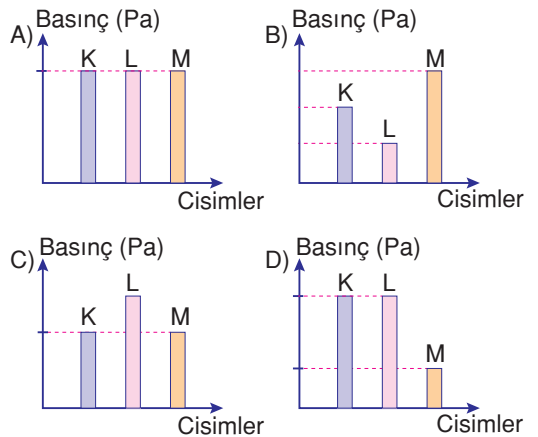 A) Basınç (Pa)
K L M
Cisimler
B) Basınç (Pa)
M
K
L
Cisimler
C) Basınç (Pa)
L
K M
Cisimler
D) Basınç (Pa)
K L
M
Cisimler